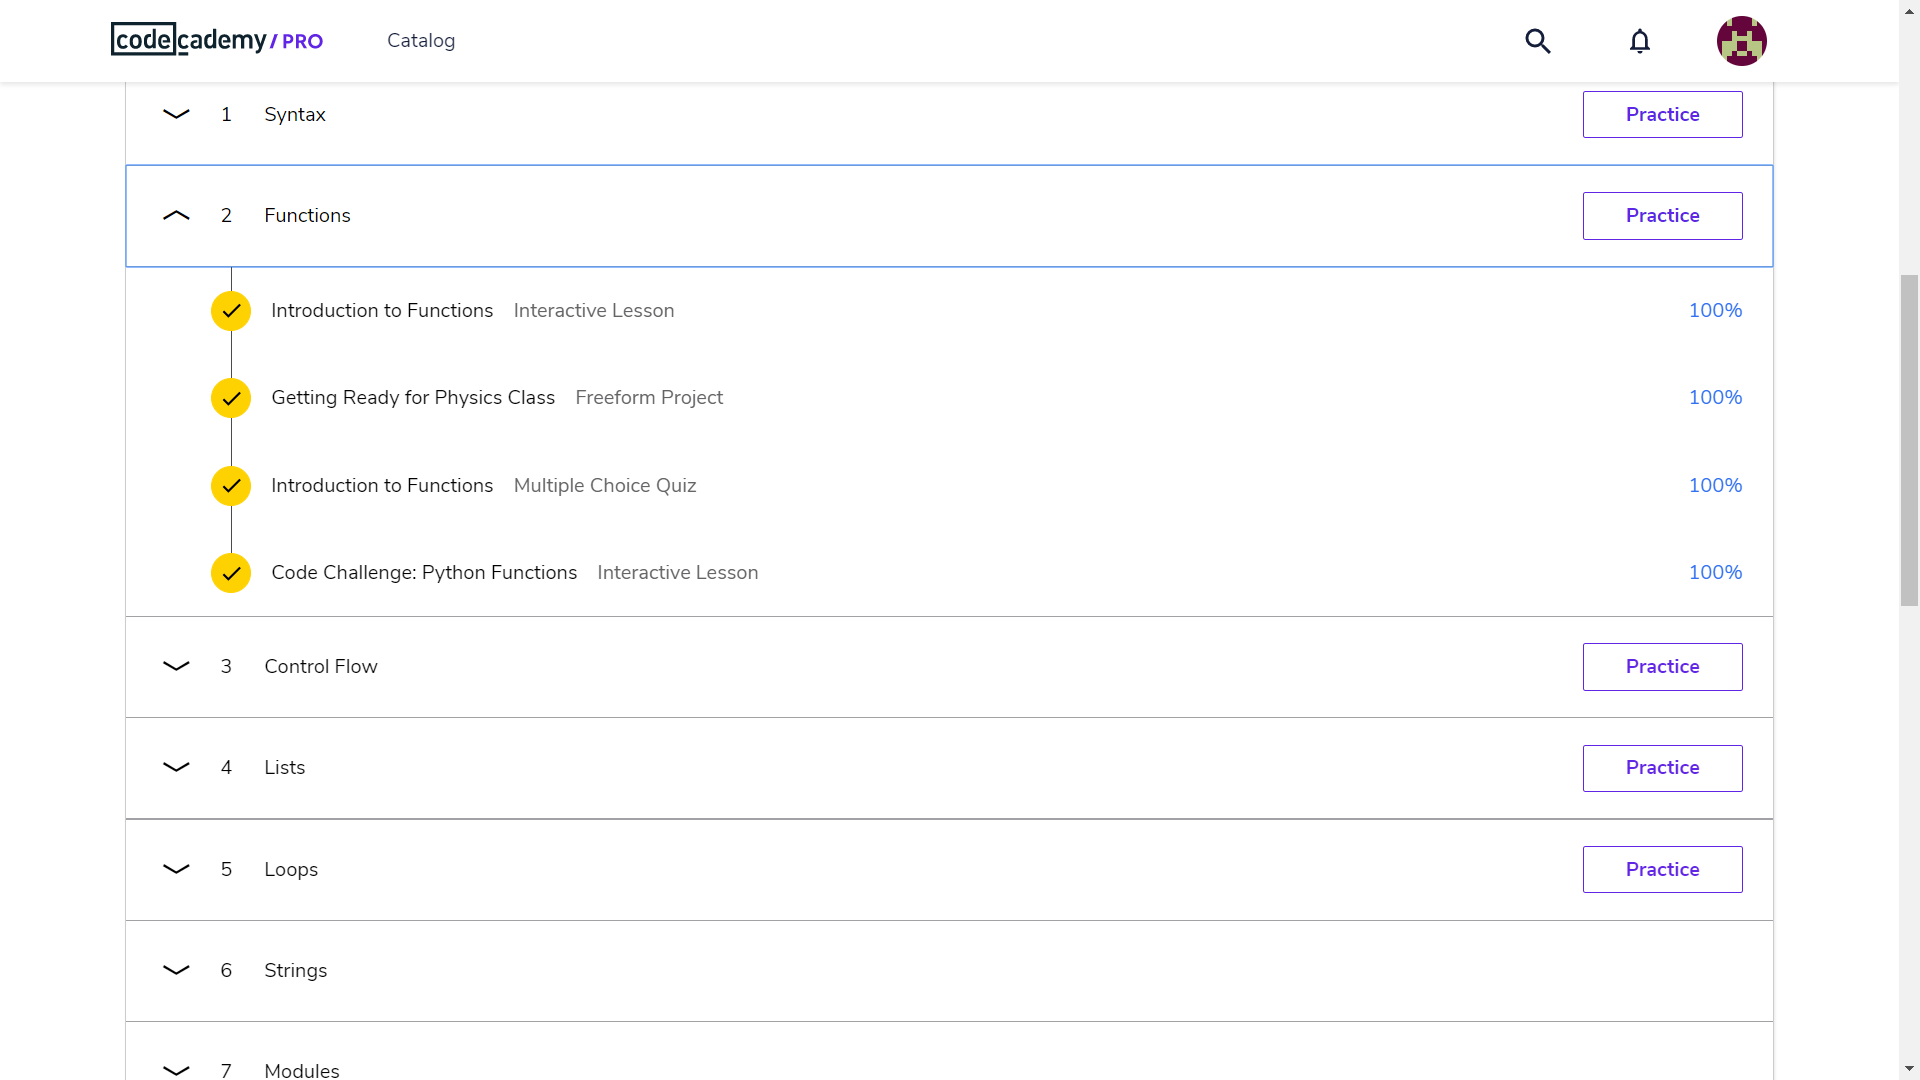 codecademy/PRO Catalog
1 Syntax Practice
2 Functions Practice
Introduction to Functions Interactive Lesson 100%
Getting Ready for Physics Class Freeform Project 100%
Introduction to Functions Multiple Choice Quiz 100%
Code Challenge: Python Functions Interactive Lesson 100%
3 Control Flow Practice
4 Lists Practice
5 Loops Practice
6 Strings
7 Modules